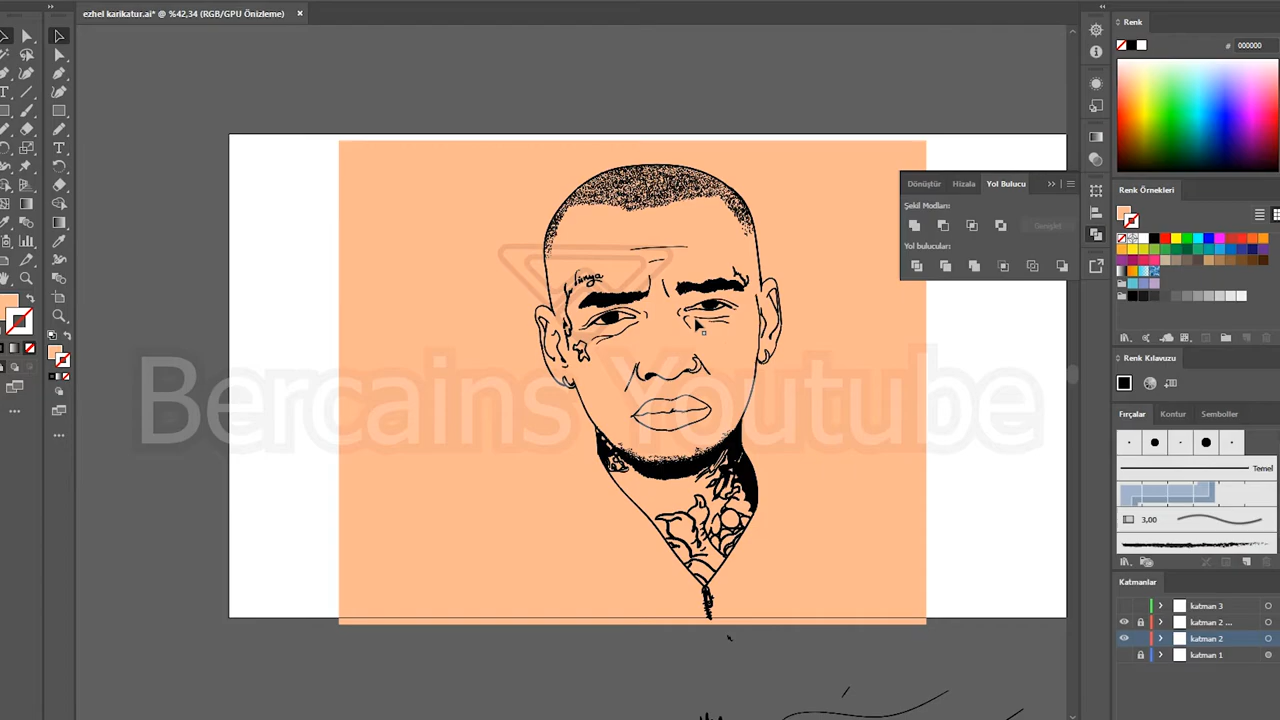 ezhel karikatur.ai* @ %42,34 (RGB/GPU Önizleme)
Renk
# 000000
Dönüştür Hizala Yol Bulucu
Şekil Modları:
Genişlet
Yol bulucular:
Renk Örnekleri
Renk Kılavuzu
Fırçalar Kontur Semboller
Temel
3,00
Katmanlar
katman 3
katman 2 ...
katman 2
katman 1
Bercains Youtube